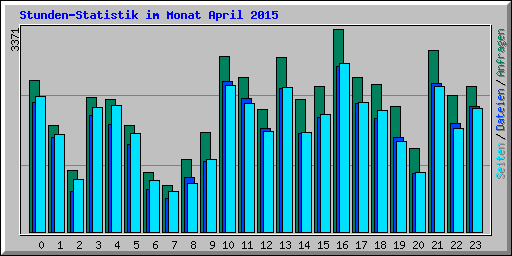 Stunden-Statistik im Monat April 2015
3371
Seiten / Dateien / Anfragen
0 1 2 3 4 5 6 7 8 9 10 11 12 13 14 15 16 17 18 19 20 21 22 23